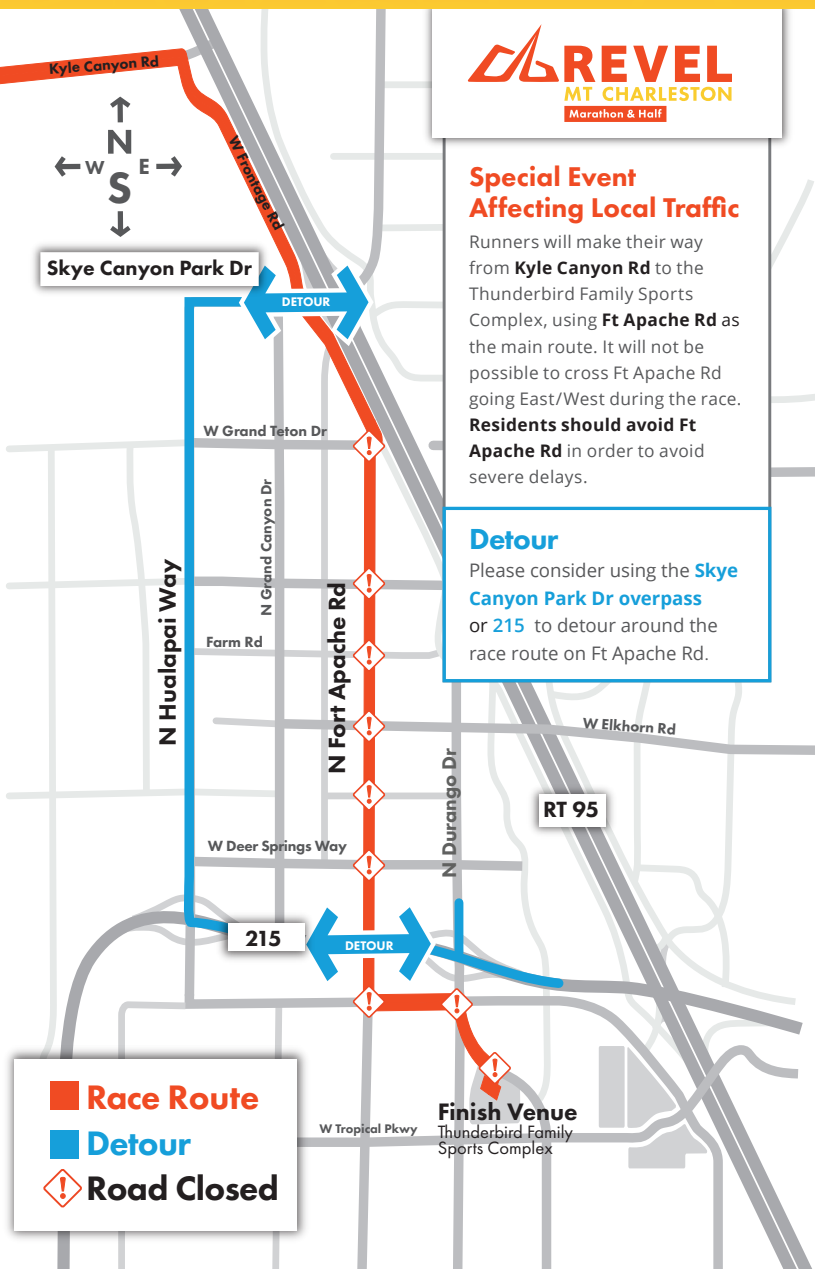 REVEL
MT CHARLESTON
Marathon & Half
Kyle Canyon Rd
N
W E
S
W Frontage Rd
Special Event
Affecting Local Traffic
Runners will make their way
from Kyle Canyon Rd to the
Thunderbird Family Sports
Complex, using Ft Apache Rd as
the main route. It will not be
possible to cross Ft Apache Rd
going East/West during the race.
Residents should avoid Ft
Apache Rd in order to avoid
severe delays.
Detour
Please consider using the Skye
Canyon Park Dr overpass
or 215 to detour around the
race route on Ft Apache Rd.
Skye Canyon Park Dr
DETOUR
W Grand Teton Dr
!
N Grand Canyon Dr
N Hualapai Way
N Fort Apache Rd
!
Farm Rd
!
!
W Elkhorn Rd
N Durango Dr
!
RT 95
W Deer Springs Way
!
215
DETOUR
!
!
!
Finish Venue
Thunderbird Family
Sports Complex
W Tropical Pkwy
Race Route
Detour
! Road Closed